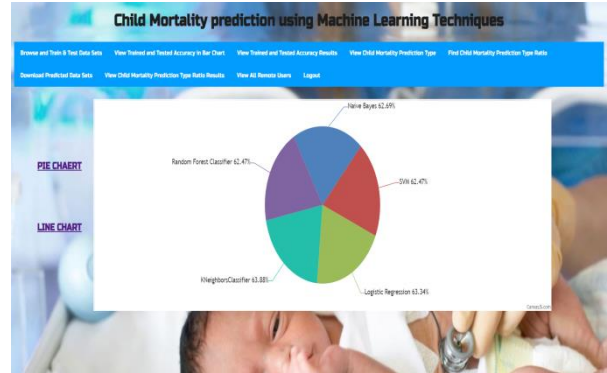 Child Mortality prediction using Machine Learning Techniques
Browse and Train & Test Data Sets View Trained and Tested Accuracy in Bar Chart View Trained and Tested Accuracy Results View Child Mortality Prediction Type Find Child Mortality Prediction Type Ratio
Download Predicted Data Sets View Child Mortality Prediction Type Ratio Results View All Remote Users Logout
Naive Bayes 62.69%
Random Forest Classifier 62.47%
SVM 62.47%
PIE CHAERT
LINE CHART
KNeighborsClassifier 63.88%
Logistic Regression 63.34%
CanvasJS.com